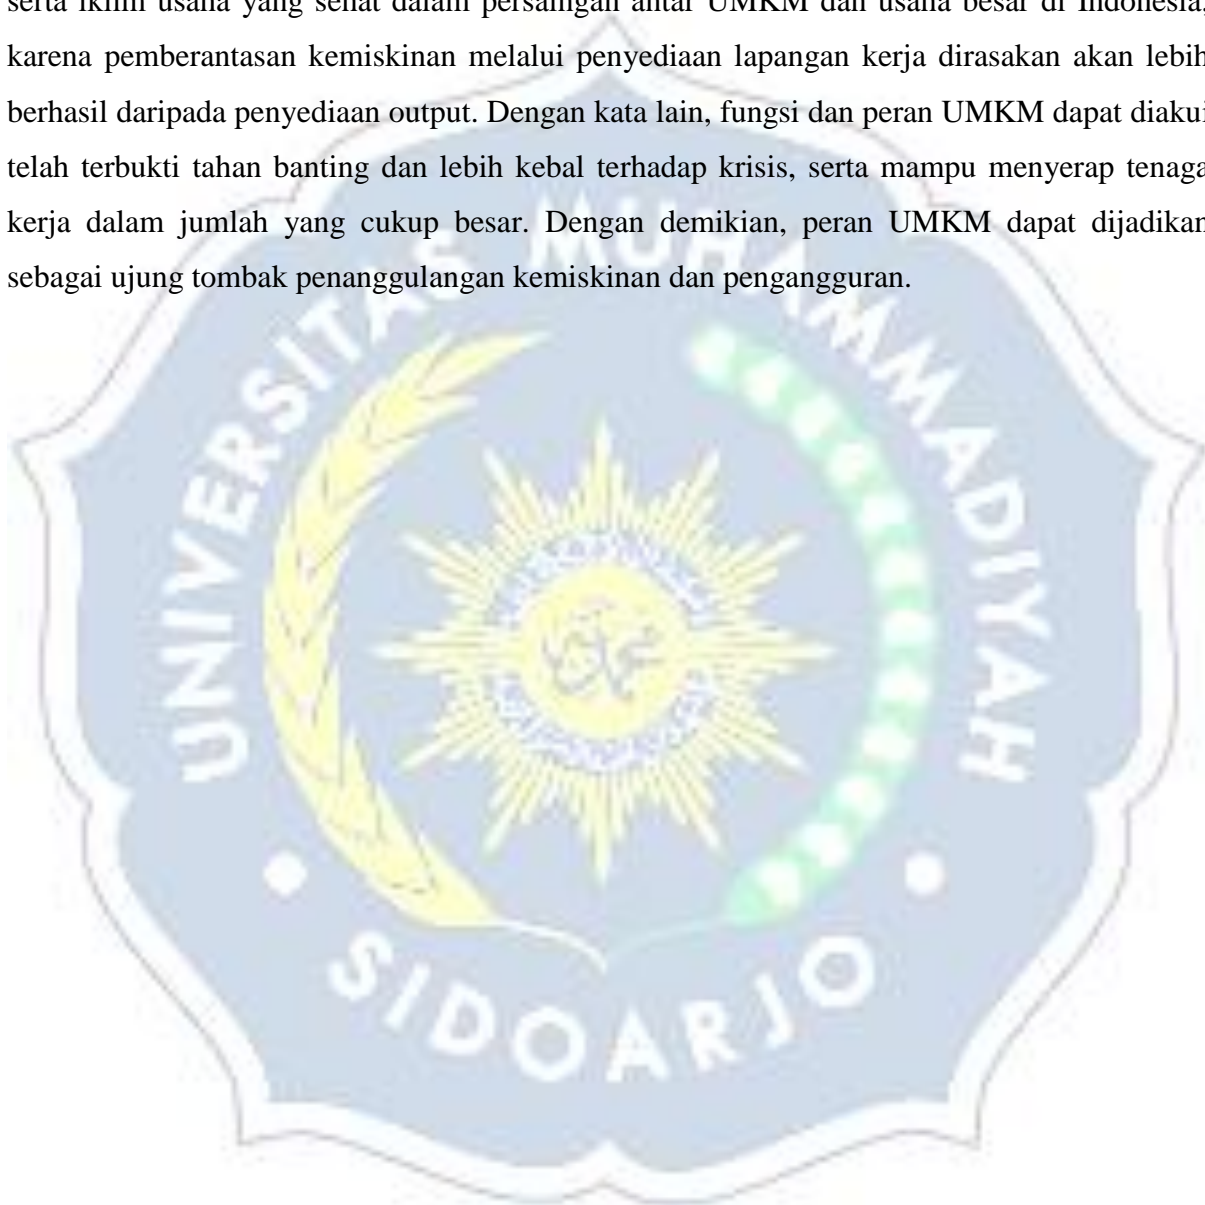 serta iklim usaha yang sehat dalam persaingan antar UMKM dan usaha besar di Indonesia,
karena pemberantasan kemiskinan melalui penyediaan lapangan kerja dirasakan akan lebih
berhasil daripada penyediaan output. Dengan kata lain, fungsi dan peran UMKM dapat diakui
telah terbukti tahan banting dan lebih kebal terhadap krisis, serta mampu menyerap tenaga
kerja dalam jumlah yang cukup besar. Dengan demikian, peran UMKM dapat dijadikan
sebagai ujung tombak penanggulangan kemiskinan dan pengangguran.
UNIVERSITAS MUHAMMADIYAH
SIDOARJO